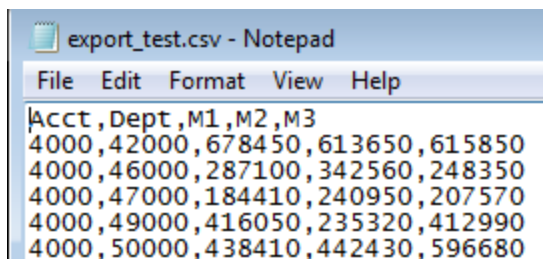 export_test.csv - Notepad
File Edit Format View Help
Acct,Dept,M1,M2,M3
4000,42000,678450,613650,615850
4000,46000,287100,342560,248350
4000,47000,184410,240950,207570
4000,49000,416050,235320,412990
4000,50000,438410,442430,596680